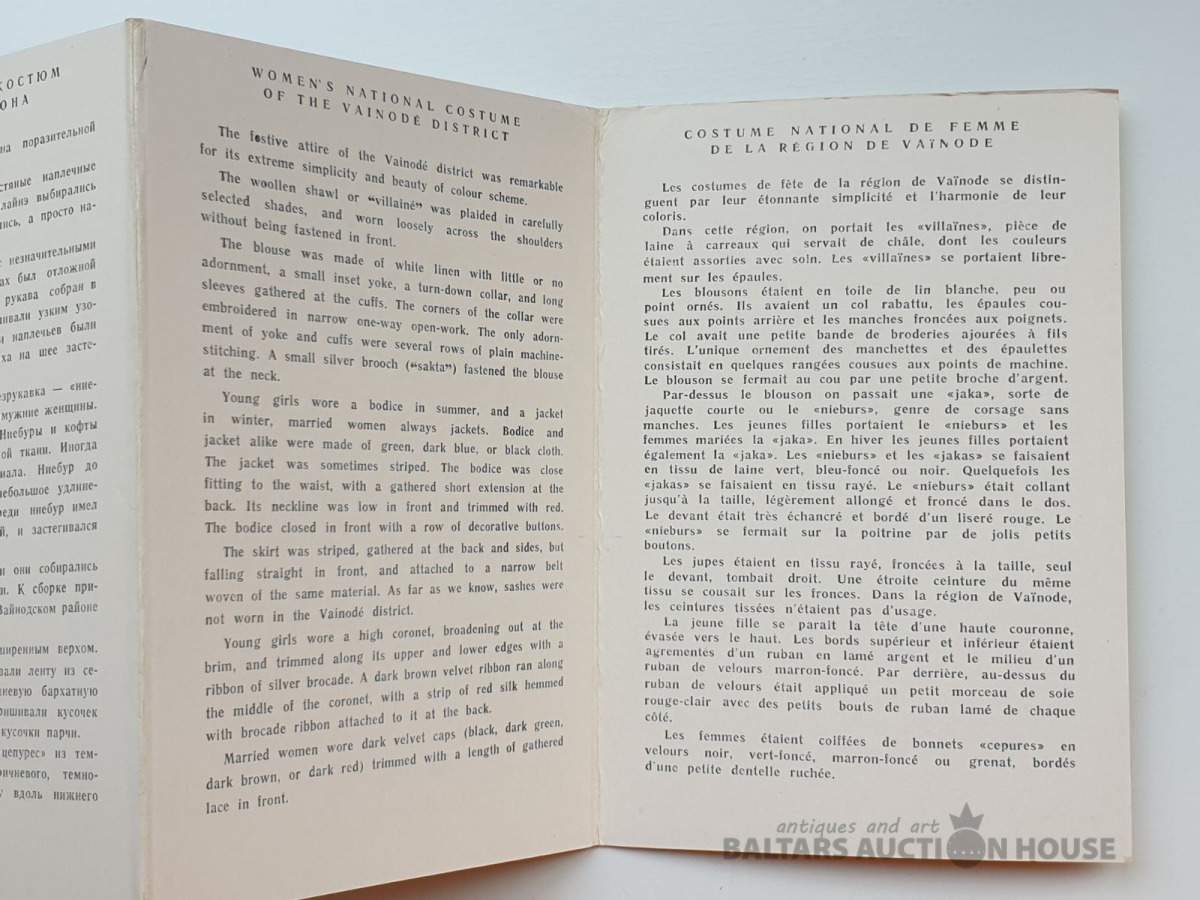 КОСТЮМ
ОНА
на поразительной
наплечные
выбирались
а просто на-
незначительными
был отложной
рукава собран в
узким узо-
наплечьев были
на шее засте-
— «ние-
мужние женщины.
Ниебуры и кофты
ой ткани. Иногда
Ниебур до
небольшое удлине-
реди ниебур имел
й, и застегивался
они собирались
К сборке при-
Вайнодском районе
верхом.
ленту из се-
бархатную
кусочек
кусочки парчи.
цепурес» из тем-
темно-
вдоль нижнего
WOMEN'S NATIONAL COSTUME
OF THE VAINODÉ DISTRICT
The festive attire of the Vainodé district was remarkable
for its extreme simplicity and beauty of colour scheme.
The woollen shawl or “villainé” was plaided in carefully
selected shades, and worn loosely across the shoulders
without being fastened in front.
The blouse was made of white linen with little or no
adornment, a small inset yoke, a turn-down collar, and long
sleeves gathered at the cuffs. The corners of the collar were
embroidered in narrow one-way open-work. The only adorn-
ment of yoke and cuffs were several rows of plain machine-
stitching. A small silver brooch (“sakta”) fastened the blouse
at the neck.
Young girls wore a bodice in summer, and a jacket
in winter, married women always jackets. Bodice and
jacket alike were made of green, dark blue, or black cloth.
The jacket was sometimes striped. The bodice was close
fitting to the waist, with a gathered short extension at the
back. Its neckline was low in front and trimmed with red.
The bodice closed in front with a row of decorative buttons.
The skirt was striped, gathered at the back and sides, but
falling straight in front, and attached to a narrow belt
woven of the same material. As far as we know, sashes were
not worn in the Vainodé district.
Young girls wore a high coronet, broadening out at the
brim, and trimmed along its upper and lower edges with a
ribbon of silver brocade. A dark brown velvet ribbon ran along
the middle of the coronet, with a strip of red silk hemmed
with brocade ribbon attached to it at the back.
Married women wore dark velvet caps (black, dark green,
dark brown, or dark red) trimmed with a length of gathered
lace in front.
COSTUME NATIONAL DE FEMME
DE LA RÉGION DE VAÏNODE
Les costumes de fête de la région de Vaïnode se distin-
guent par leur étonnante simplicité et l'harmonie de leur
coloris.
Dans cette région, on portait les «villaïnes», pièce de
laine à carreaux qui servait de châle, dont les couleurs
étaient assorties avec soin. Les «villaïnes» se portaient libre-
ment sur les épaules.
Les blousons étaient en toile de lin blanche, peu ou
point ornés. Ils avaient un col rabattu, les épaules cou-
sues aux points arrière et les manches froncées aux poignets.
Le col avait une petite bande de broderies ajourées à fils
tirés. L'unique ornement des manchettes et des épaulettes
consistait en quelques rangées cousues aux points de machine.
Le blouson se fermait au cou par une petite broche d'argent.
Par-dessus le blouson on passait une «jaka», sorte de
jaquette courte ou le «nieburs», genre de corsage sans
manches. Les jeunes filles portaient le «nieburs» et les
femmes mariées la «jaka». En hiver les jeunes filles portaient
également la «jaka». Les «nieburs» et les «jakas» se faisaient
en tissu de laine vert, bleu-foncé ou noir. Quelquefois les
«jakas» se faisaient en tissu rayé. Le «nieburs» était collant
jusqu'à la taille, légèrement allongé et froncé dans le dos.
Le devant était très échancré et bordé d'un liseré rouge. Le
«nieburs» se fermait sur la poitrine par de jolis petits
boutons.
Les jupes étaient en tissu rayé, froncées à la taille, seul
le devant, tombait droit. Une étroite ceinture du même
tissu se cousait sur les fronces. Dans la région de Vaïnode,
les ceintures tissées n'étaient pas d'usage.
La jeune fille se parait la tête d'une haute couronne,
évasée vers le haut. Les bords supérieur et inférieur étaient
agrementés d'un ruban en lamé argent et le milieu d'un
ruban de velours marron-foncé. Par derrière, au-dessus du
ruban de velours était appliqué un petit morceau de soie
rouge-clair avec des petits bouts de ruban lamé de chaque
côté.
Les femmes étaient coiffées de bonnets «cepures» en
velours noir, vert-foncé, marron-foncé ou grenat, bordés
d'une petite dentelle ruchée.
antiques and art
BALTARS AUCTION HOUSE